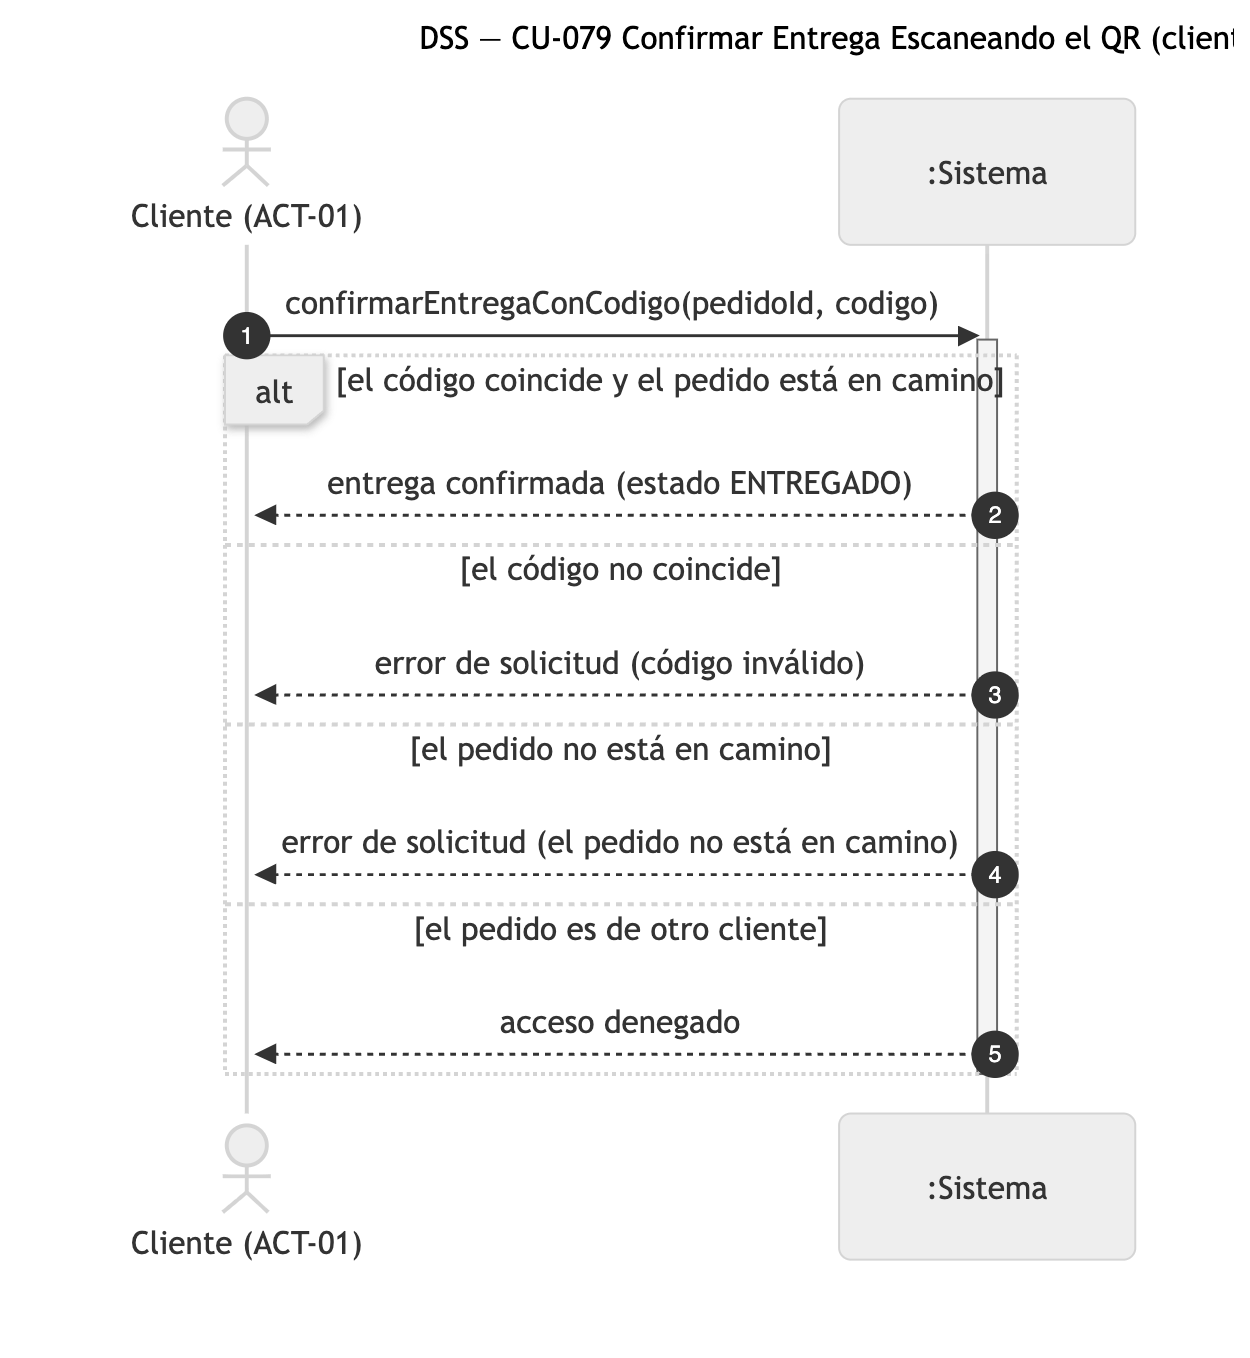 DSS — CU-079 Confirmar Entrega Escaneando el QR (client
:Sistema
Cliente (ACT-01)
confirmarEntregaConCodigo(pedidoId, codigo)
1
alt
[el código coincide y el pedido está en camino]
entrega confirmada (estado ENTREGADO)
2
[el código no coincide]
error de solicitud (código inválido)
3
[el pedido no está en camino]
error de solicitud (el pedido no está en camino)
4
[el pedido es de otro cliente]
acceso denegado
5
:Sistema
Cliente (ACT-01)